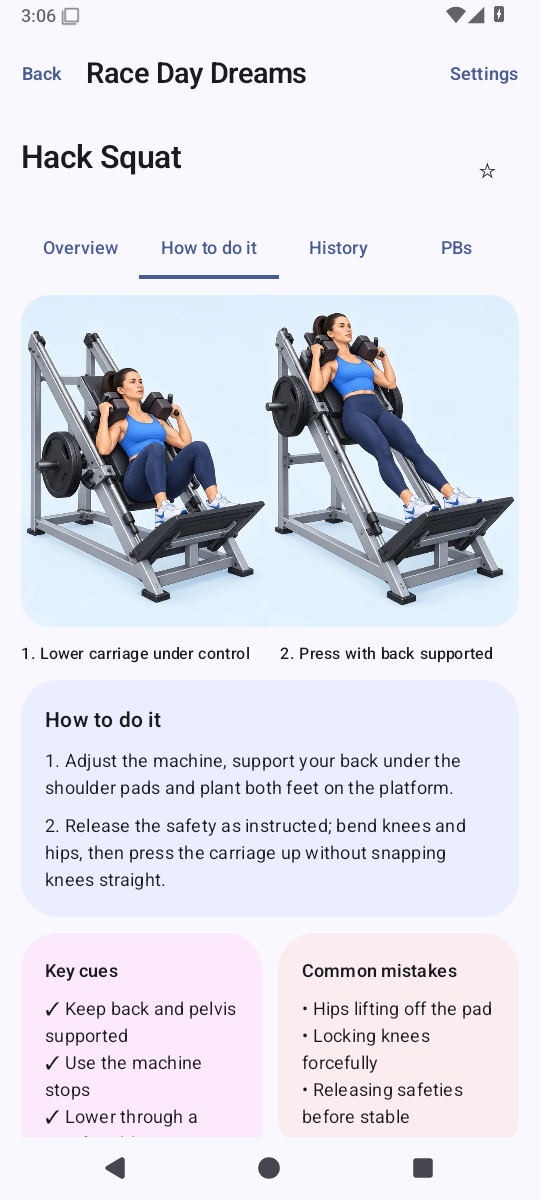 3:06
Back Race Day Dreams Settings
Hack Squat
☆
Overview How to do it History PBs
1. Lower carriage under control 2. Press with back supported
How to do it
1. Adjust the machine, support your back under the
shoulder pads and plant both feet on the platform.
2. Release the safety as instructed; bend knees and
hips, then press the carriage up without snapping
knees straight.
Key cues
✓ Keep back and pelvis
supported
✓ Use the machine
stops
✓ Lower through a
Common mistakes
• Hips lifting off the pad
• Locking knees
forcefully
• Releasing safeties
before stable